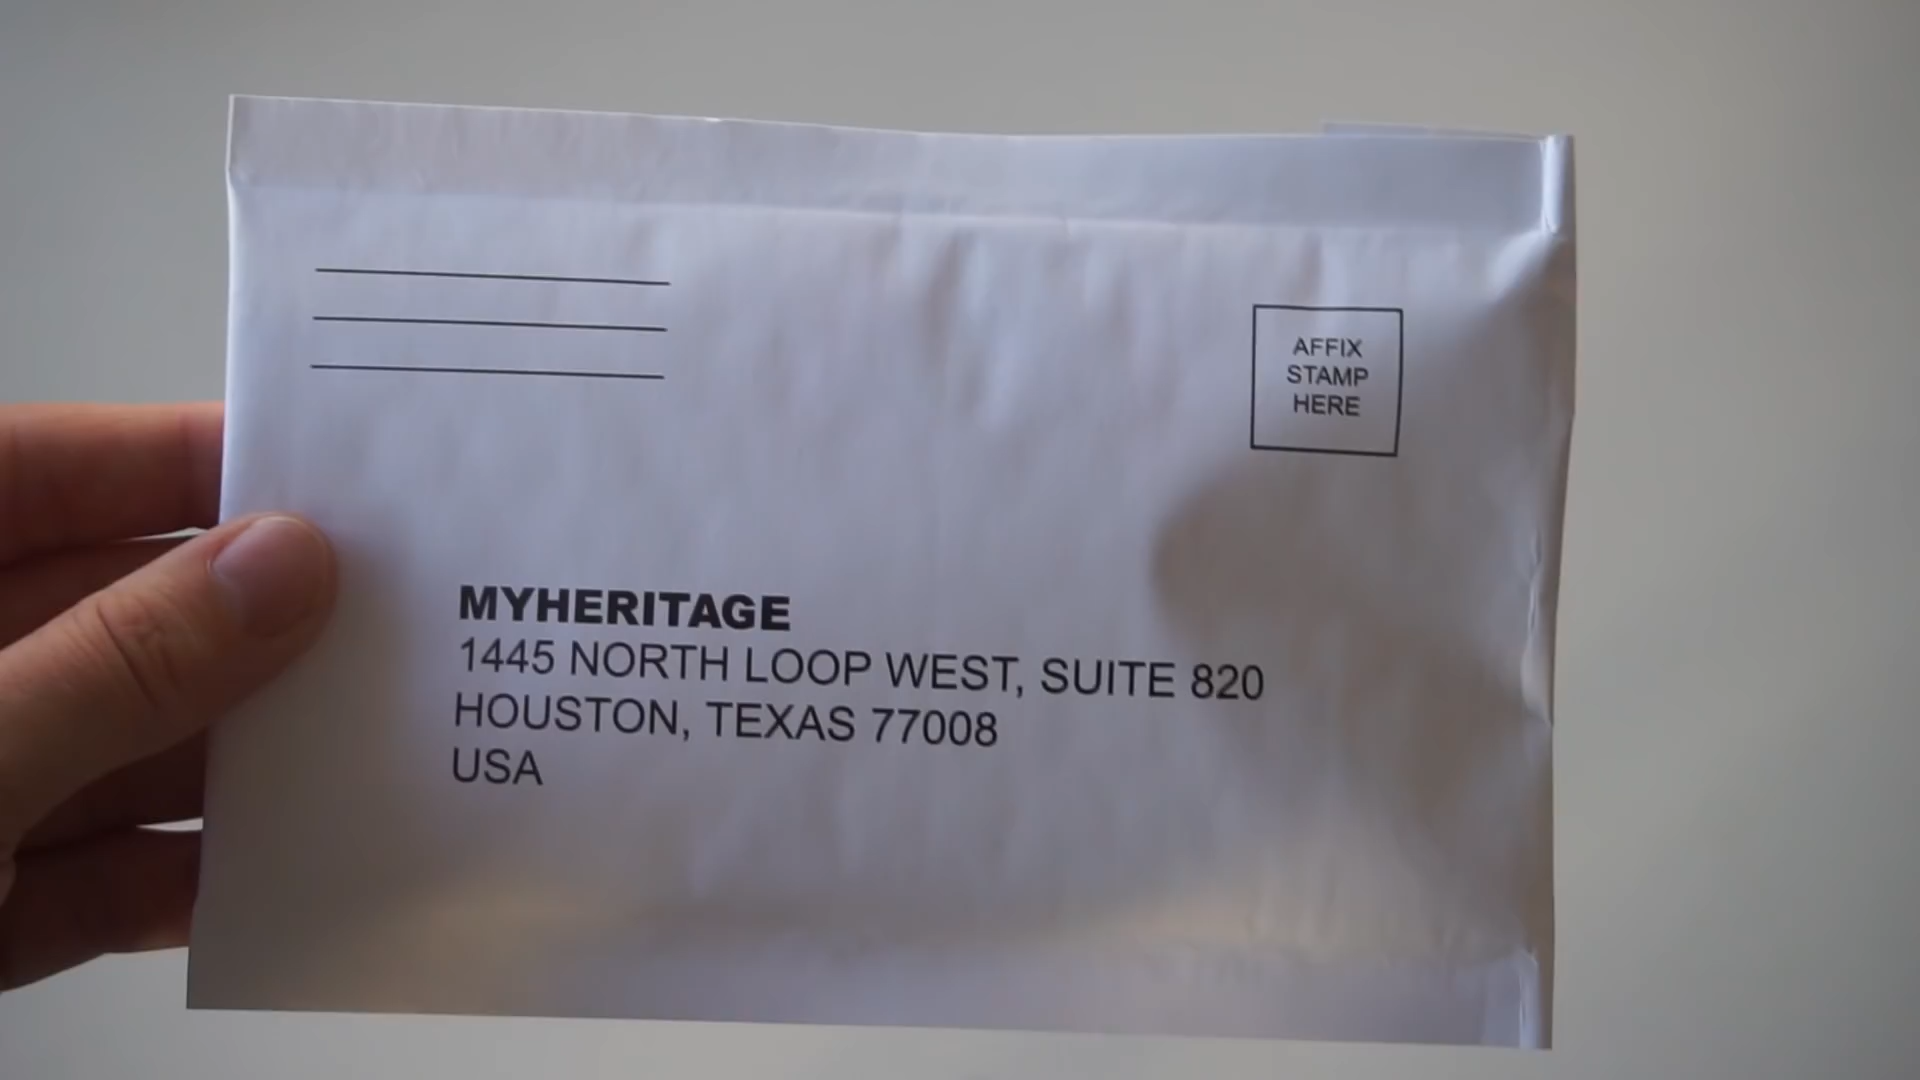 AFFIX
STAMP
HERE
MYHERITAGE
1445 NORTH LOOP WEST, SUITE 820
HOUSTON, TEXAS 77008
USA